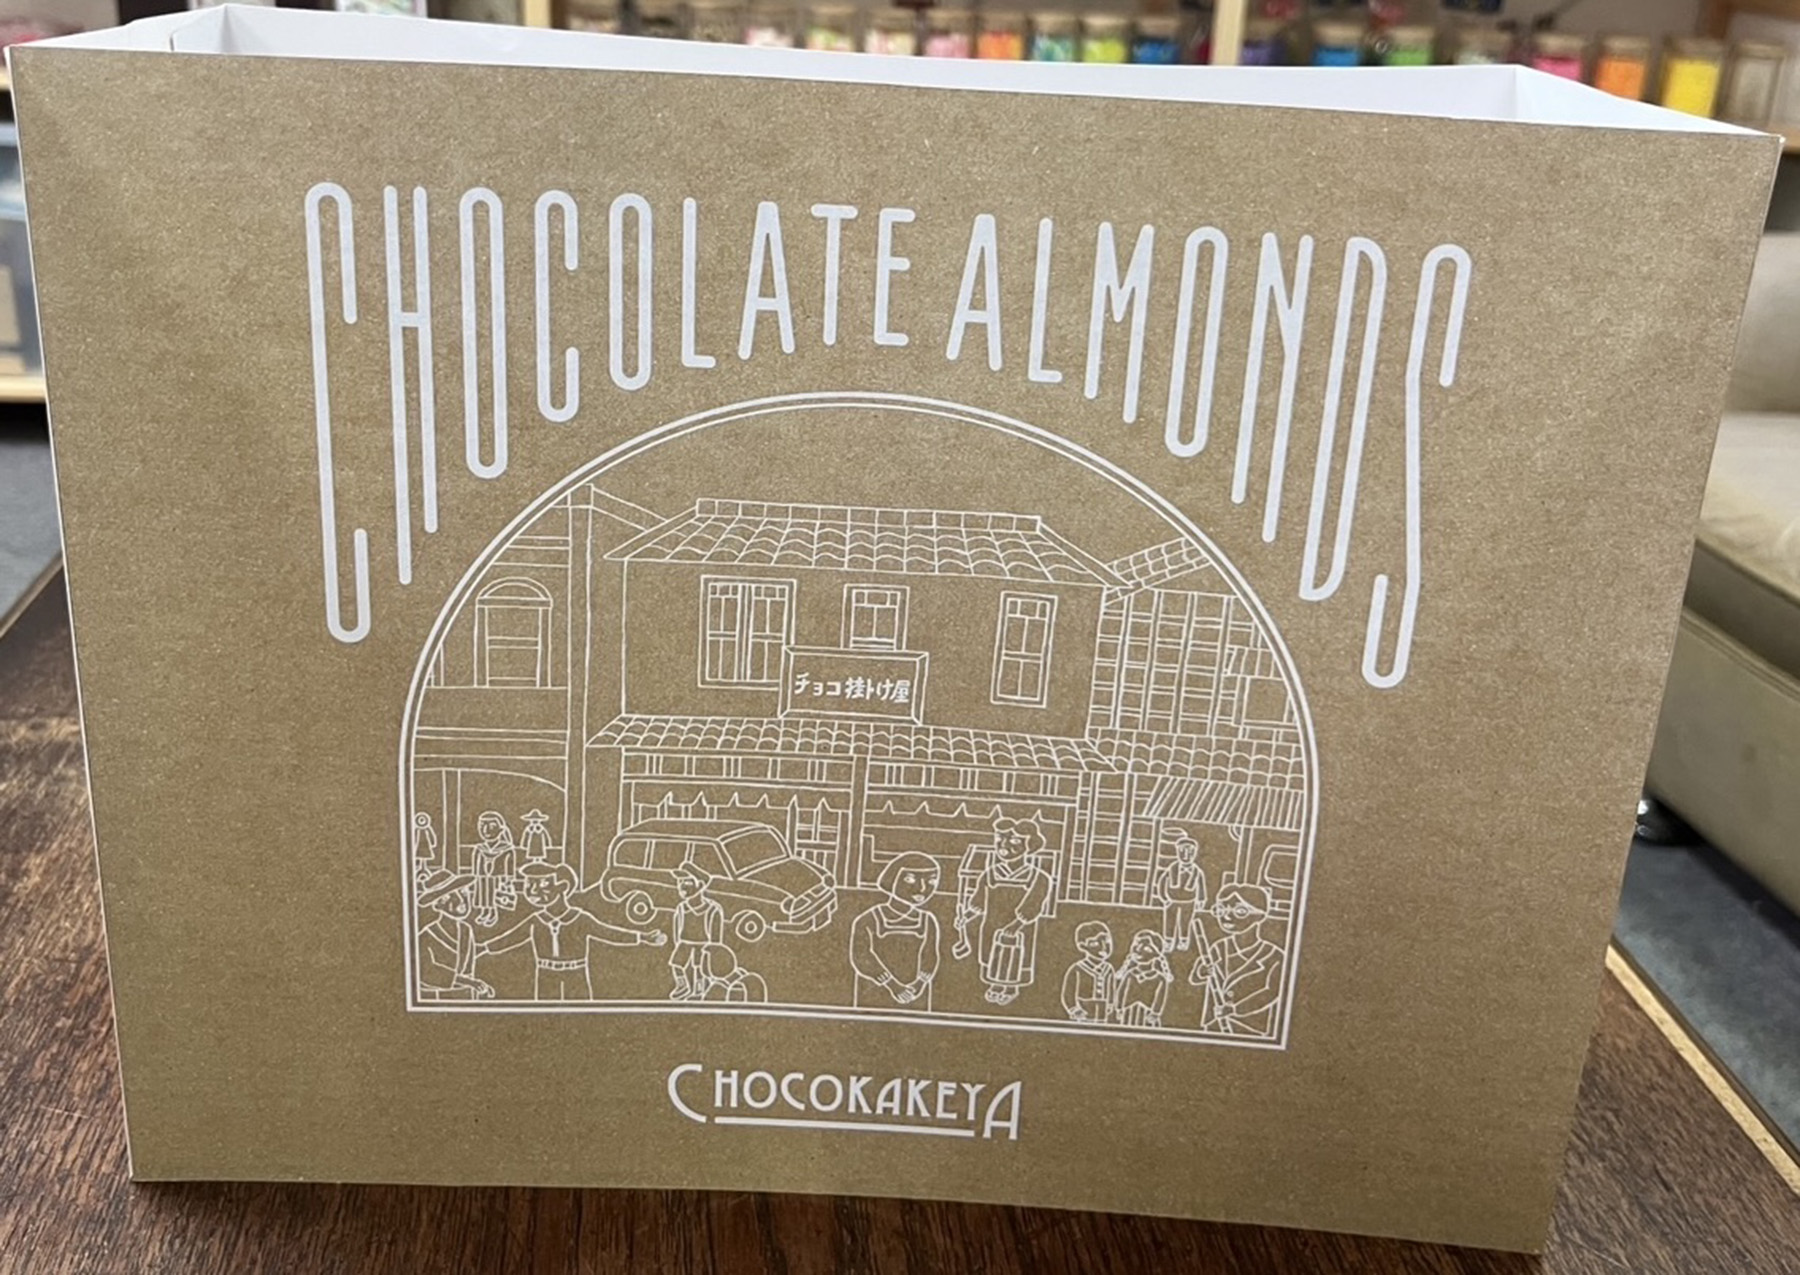 CHOCOLATE ALMONDS
チョコ掛け屋
CHOCOKAKEYA